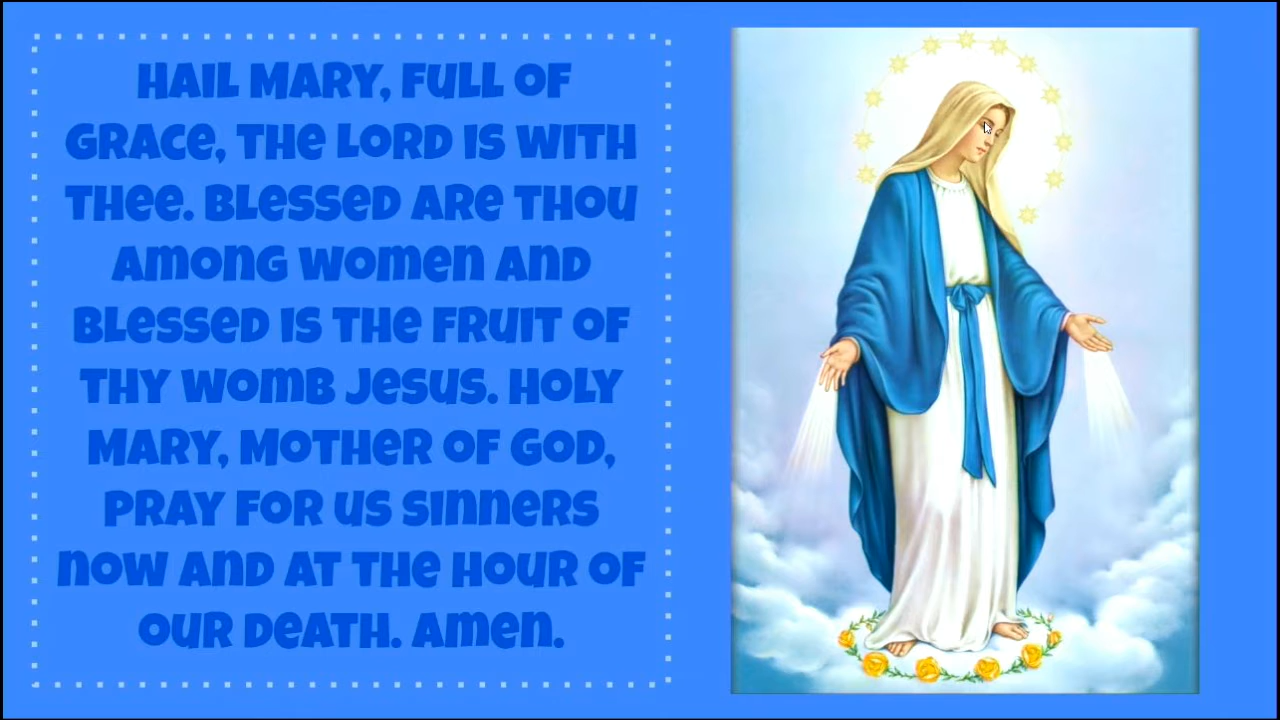 HAIL MARY, FULL OF
GRACE, THE LORD IS WITH
THEE. BLESSED ARE THOU
AMONG WOMEN AND
BLESSED IS THE FRUIT OF
THY WOMB JESUS. HOLY
MARY, MOTHER OF GOD,
PRAY FOR US SINNERS
NOW AND AT THE HOUR OF
OUR DEATH. AMEN.